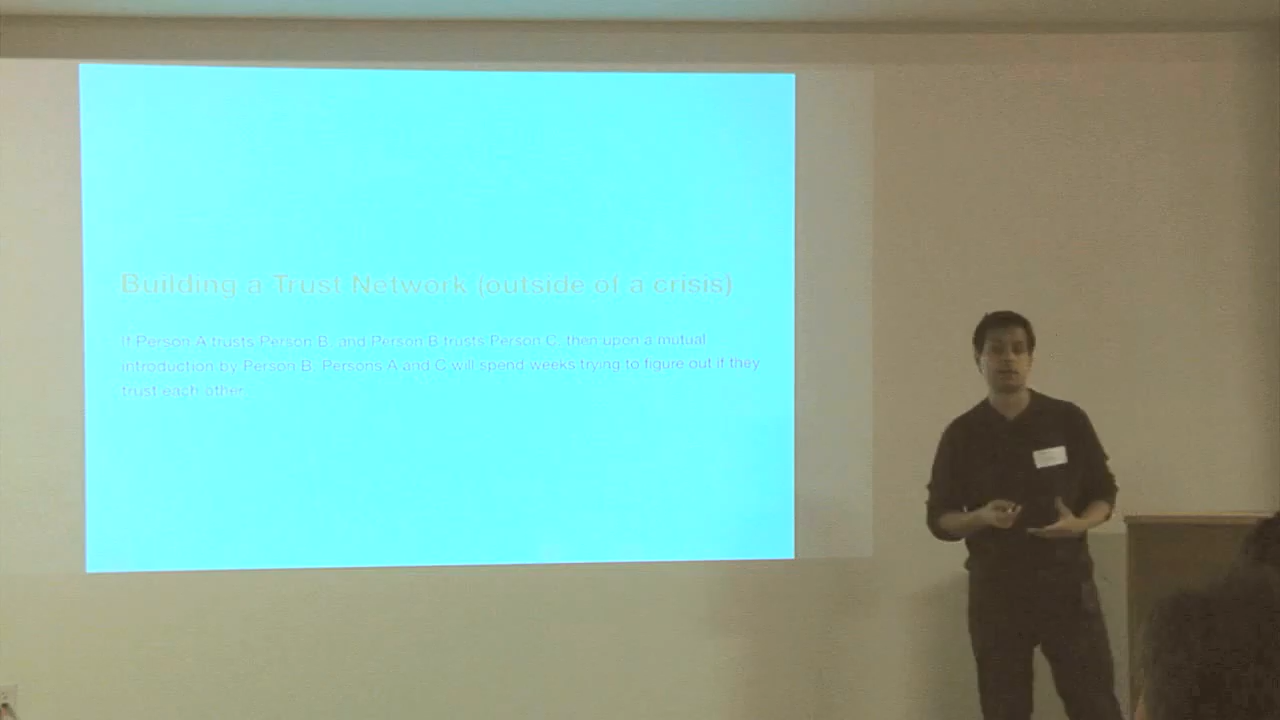 Building a Trust Network (outside of a crisis)
If Person A trusts Person B, and Person B trusts Person C, then upon a mutual
introduction by Person B, Persons A and C will spend weeks trying to figure out if they
trust each other.